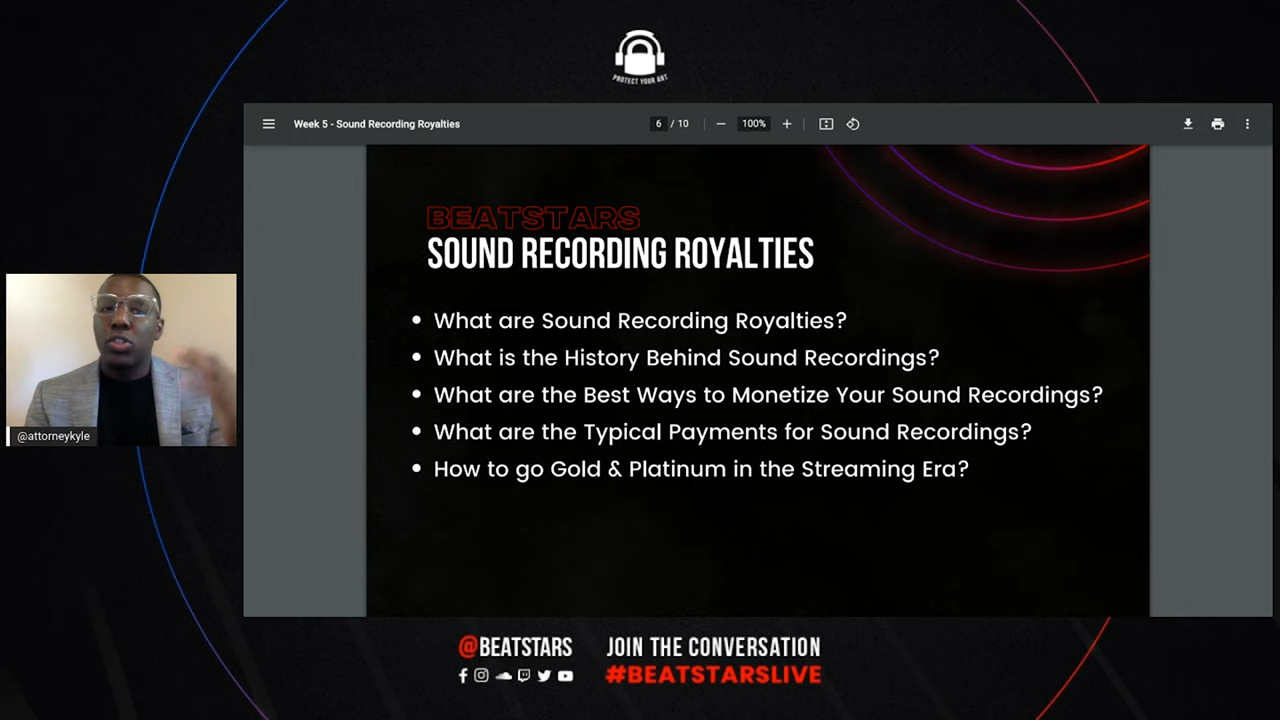 PROTECT YOUR ART
Week 5 - Sound Recording Royalties
6 / 10
100%
BEATSTARS
SOUND RECORDING ROYALTIES
• What are Sound Recording Royalties?
• What is the History Behind Sound Recordings?
• What are the Best Ways to Monetize Your Sound Recordings?
• What are the Typical Payments for Sound Recordings?
• How to go Gold & Platinum in the Streaming Era?
@attorneykyle
@BEATSTARS
JOIN THE CONVERSATION
#BEATSTARSLIVE